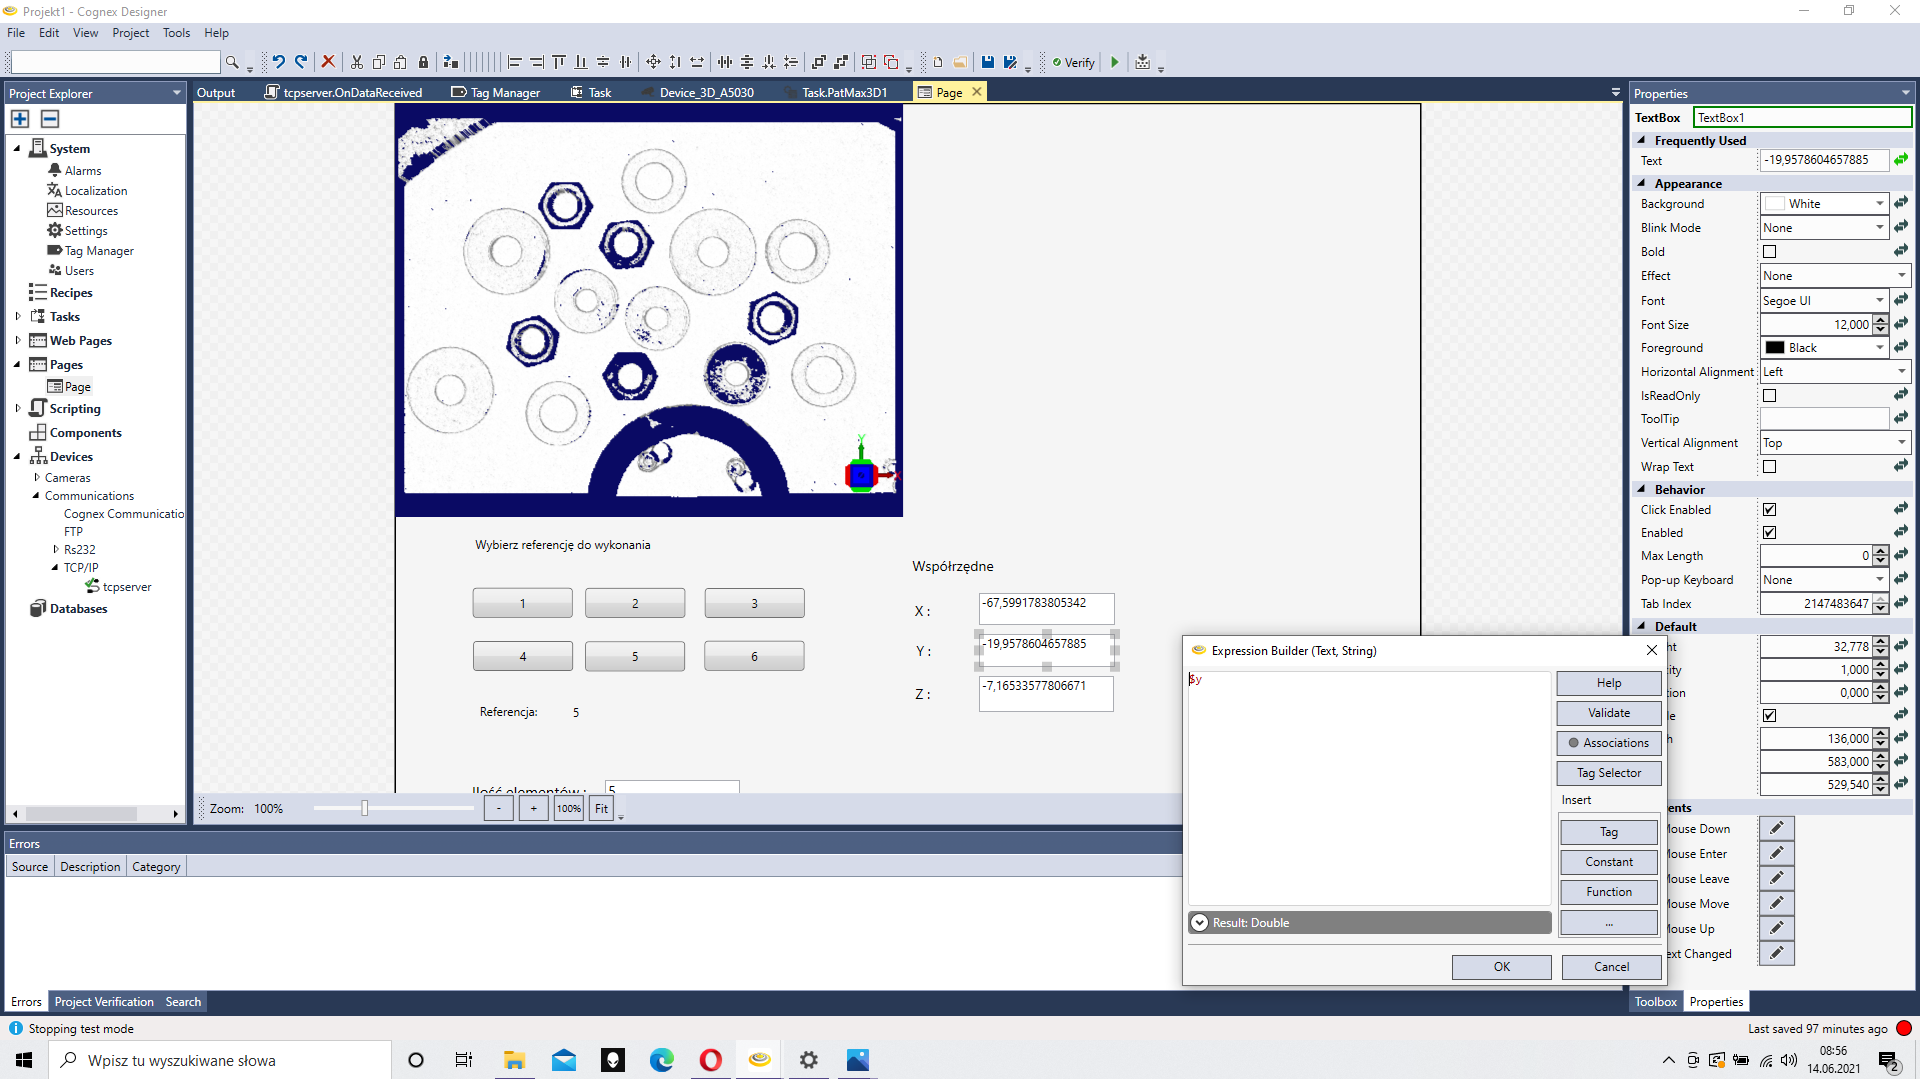 Projekt1 - Cognex Designer
File Edit View Project Tools Help
Verify
Project Explorer
Output
tcpserver.OnDataReceived
Tag Manager
Task
Device_3D_A5030
Task.PatMax3D1
Page
System
Alarms
Localization
Resources
Settings
Tag Manager
Users
Recipes
Tasks
Web Pages
Pages
Page
Scripting
Components
Devices
Cameras
Communications
Cognex Communicatio
FTP
Rs232
TCP/IP
tcpserver
Databases
Y
Wybierz referencję do wykonania
1 2 3
4 5 6
Referencja: 5
Ilość elementów : 5
Współrzędne
X : -67,5991783805342
Y : -19,9578604657885
Z : -7,16533577806671
Zoom: 100%
- + 100% Fit
Properties
TextBox TextBox1
Frequently Used
Text -19,9578604657885
Appearance
Background White
Blink Mode None
Bold
Effect None
Font Segoe UI
Font Size 12,000
Foreground Black
Horizontal Alignment Left
IsReadOnly
ToolTip
Vertical Alignment Top
Wrap Text
Behavior
Click Enabled
Enabled
Max Length 0
Pop-up Keyboard None
Tab Index 2147483647
Default
ht 32,778
ity 1,000
tion 0,000
le
h 136,000
583,000
529,540
ents
Mouse Down
Mouse Enter
Mouse Leave
Mouse Move
Mouse Up
ext Changed
Toolbox Properties
Expression Builder (Text, String)
$y
Help
Validate
Associations
Tag Selector
Insert
Tag
Constant
Function
...
Result: Double
OK Cancel
Errors
Source Description Category
Errors Project Verification Search
Stopping test mode
Last saved 97 minutes ago
Wpisz tu wyszukiwane słowa
08:56
14.06.2021
2